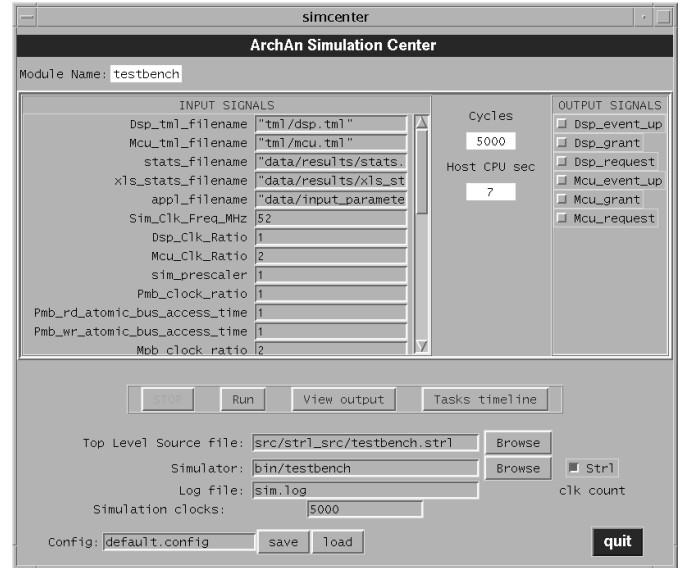 simcenter
ArchAn Simulation Center
Module Name: testbench
INPUT SIGNALS
Dsp_tml_filename "tml/dsp.tml"
Mcu_tml_filename "tml/mcu.tml"
stats_filename "data/results/stats.
xls_stats_filename "data/results/xls_st
appl_filename "data/input_paramete
Sim_Clk_Freq_MHz 52
Dsp_Clk_Ratio 1
Mcu_Clk_Ratio 2
sim_prescaler 1
Pmb_clock_ratio 1
Pmb_rd_atomic_bus_access_time 1
Pmb_wr_atomic_bus_access_time 1
Mpb clock ratio 2
Cycles
5000
Host CPU sec
7
OUTPUT SIGNALS
Dsp_event_up
Dsp_grant
Dsp_request
Mcu_event_up
Mcu_grant
Mcu_request
STOP Run View output Tasks timeline
Top Level Source file: src/strl_src/testbench.strl Browse
Simulator: bin/testbench Browse Strl
Log file: sim.log clk count
Simulation clocks: 5000
Config: default.config save load quit